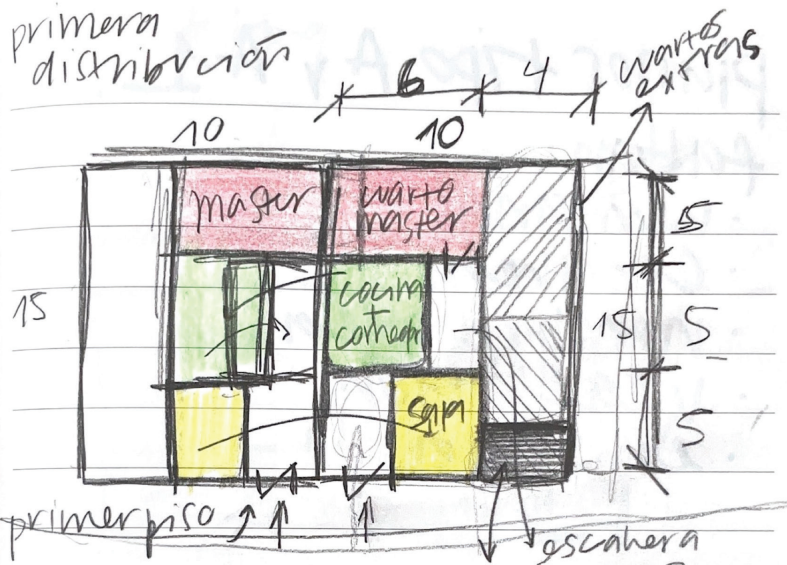 primera
distribución
6
4
cuartos
extras
10
10
master
cuarto
master
5
15
cocina
+
comedor
15
5
sala
5
primer piso
escalera